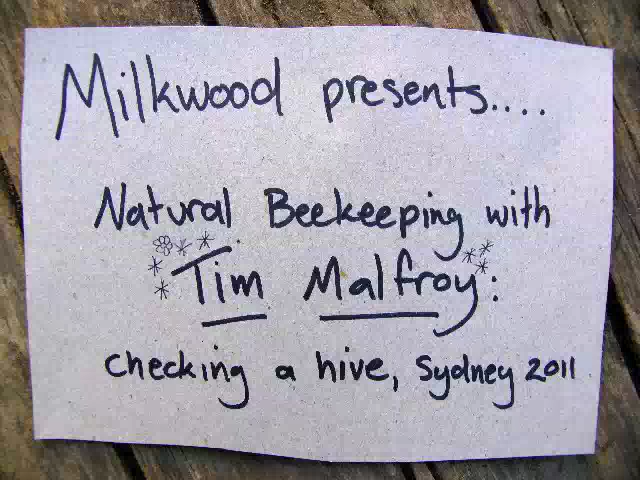 Milkwood presents....
Natural Beekeeping with
Tim Malfroy:
checking a hive, Sydney 2011